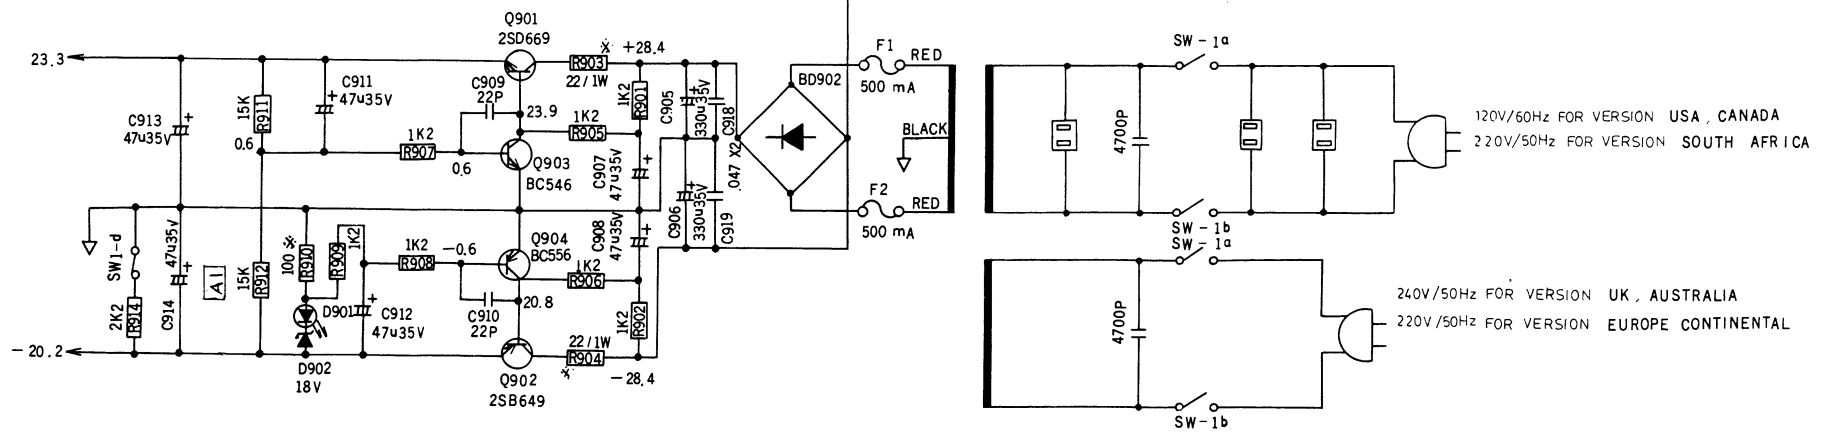 Q901
2SD669
23.3
+28.4
R903
22/1W
C911
47u35V
C909
22P
23.9
15K
R911
0.6
C913
47u35V
1K2
R907
0.6
1K2
R905
Q903
BC546
1K2
R901
C905
330u35V
C918
C907
47u35V
.047 X2
BD902
F1
500 mA
RED
BLACK
F2
500 mA
RED
C906
330u35V
C919
C908
47u35V
SW1-d
47u35V
C914
A1
15K
R912
100
R910
R909
1K2
1K2
R908
-0.6
Q904
BC556
1K2
R906
20.8
C910
22P
1K2
R902
2K2
R914
D901
C912
47u35V
-20.2
D902
18V
Q902
2SB649
22/1W
R904
-28.4
SW-1a
4700P
SW-1b
120V/60Hz FOR VERSION USA, CANADA
220V/50Hz FOR VERSION SOUTH AFRICA
SW-1a
4700P
SW-1b
240V/50Hz FOR VERSION UK, AUSTRALIA
220V/50Hz FOR VERSION EUROPE CONTINENTAL